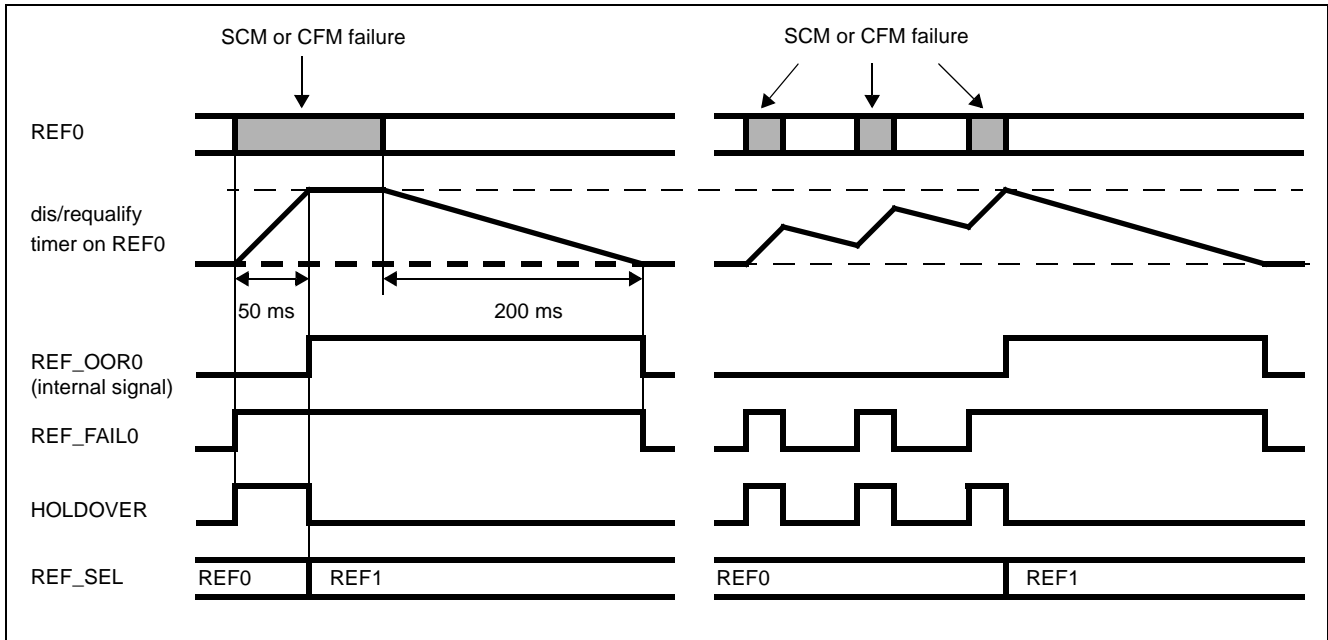 SCM or CFM failure
SCM or CFM failure
REF0
dis/requalify
timer on REF0
50 ms
200 ms
REF_OOR0
(internal signal)
REF_FAIL0
HOLDOVER
REF_SEL
REF0
REF1
REF0
REF1